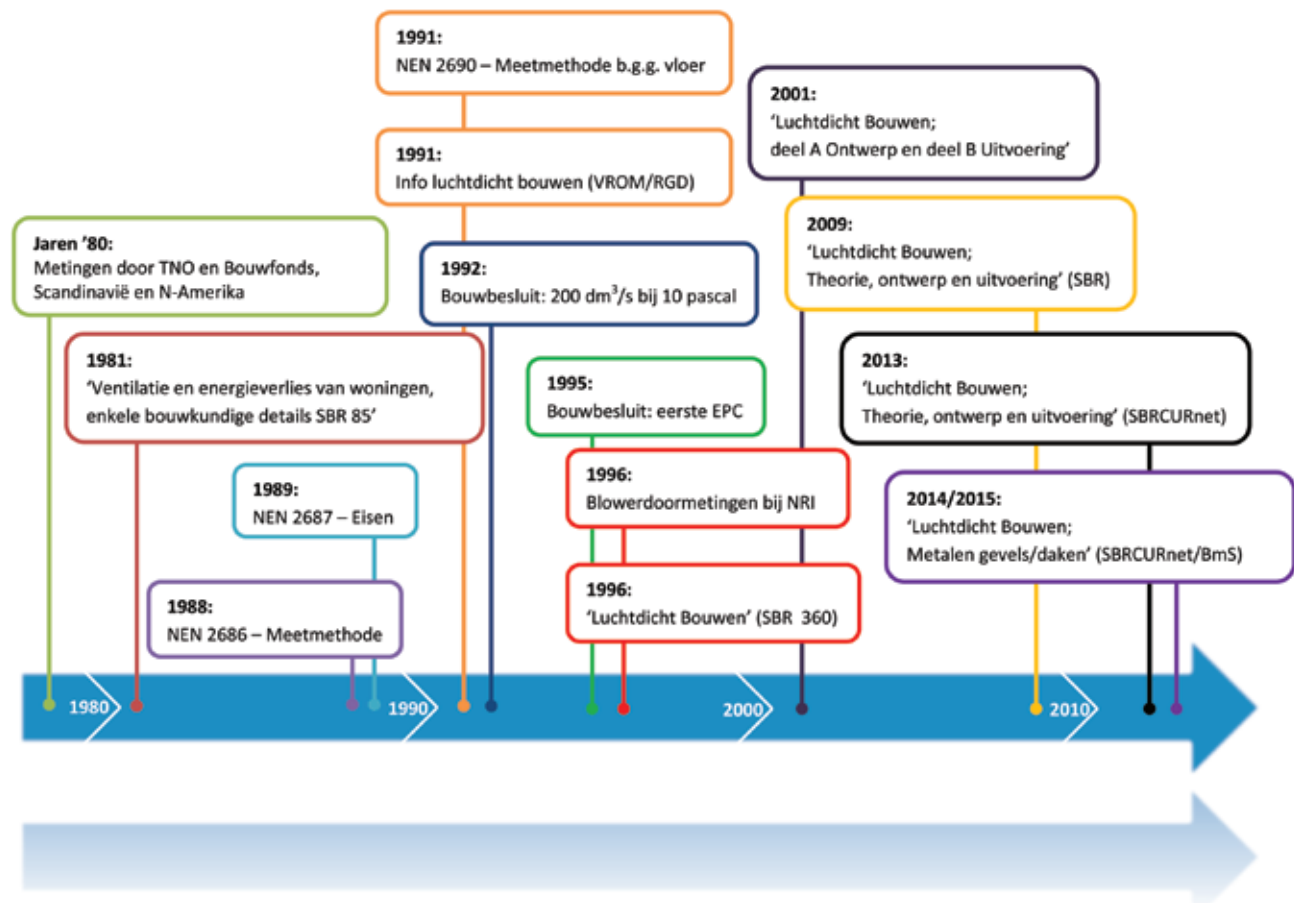 1991:
NEN 2690 – Meetmethode b.g.g. vloer
1991:
Info luchtdicht bouwen (VROM/RGD)
2001:
‘Luchtdicht Bouwen;
deel A Ontwerp en deel B Uitvoering’
Jaren ’80:
Metingen door TNO en Bouwfonds,
Scandinavië en N-Amerika
1992:
Bouwbesluit: 200 dm³/s bij 10 pascal
2009:
‘Luchtdicht Bouwen;
Theorie, ontwerp en uitvoering’ (SBR)
1981:
‘Ventilatie en energieverlies van woningen,
enkele bouwkundige details SBR 85’
1995:
Bouwbesluit: eerste EPC
2013:
‘Luchtdicht Bouwen;
Theorie, ontwerp en uitvoering’ (SBRCURnet)
1989:
NEN 2687 – Eisen
1996:
Blowerdoormetingen bij NRI
2014/2015:
‘Luchtdicht Bouwen;
Metalen gevels/daken’ (SBRCURnet/BmS)
1988:
NEN 2686 – Meetmethode
1996:
‘Luchtdicht Bouwen’ (SBR 360)
1980
1990
2000
2010